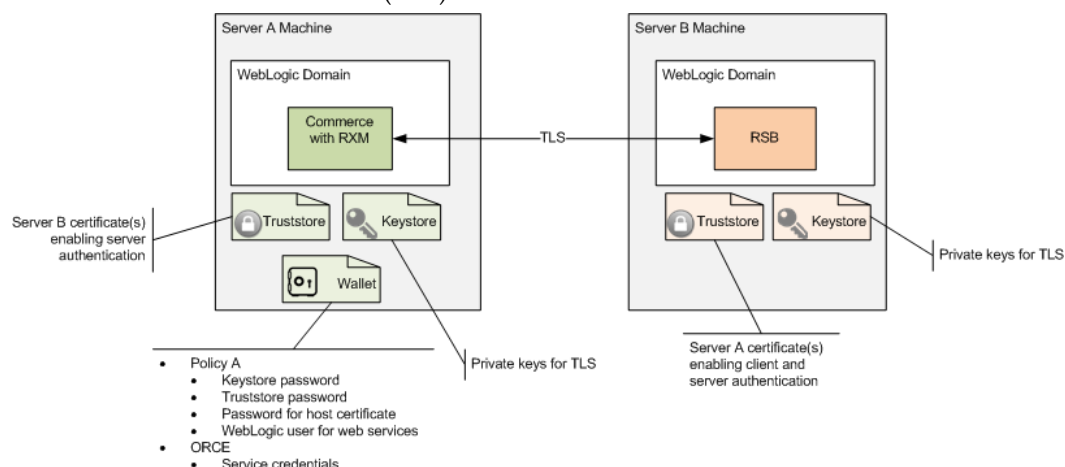 Server A Machine
Server B Machine
WebLogic Domain
WebLogic Domain
Commerce
with RXM
TLS
RSB
Truststore
Keystore
Truststore
Keystore
Server B certificate(s)
enabling server
authentication
Private keys for TLS
Wallet
Server A certificate(s)
enabling client and
server authentication
Private keys for TLS
• Policy A
• Keystore password
• Truststore password
• Password for host certificate
• WebLogic user for web services
• ORCE
• Service credentials